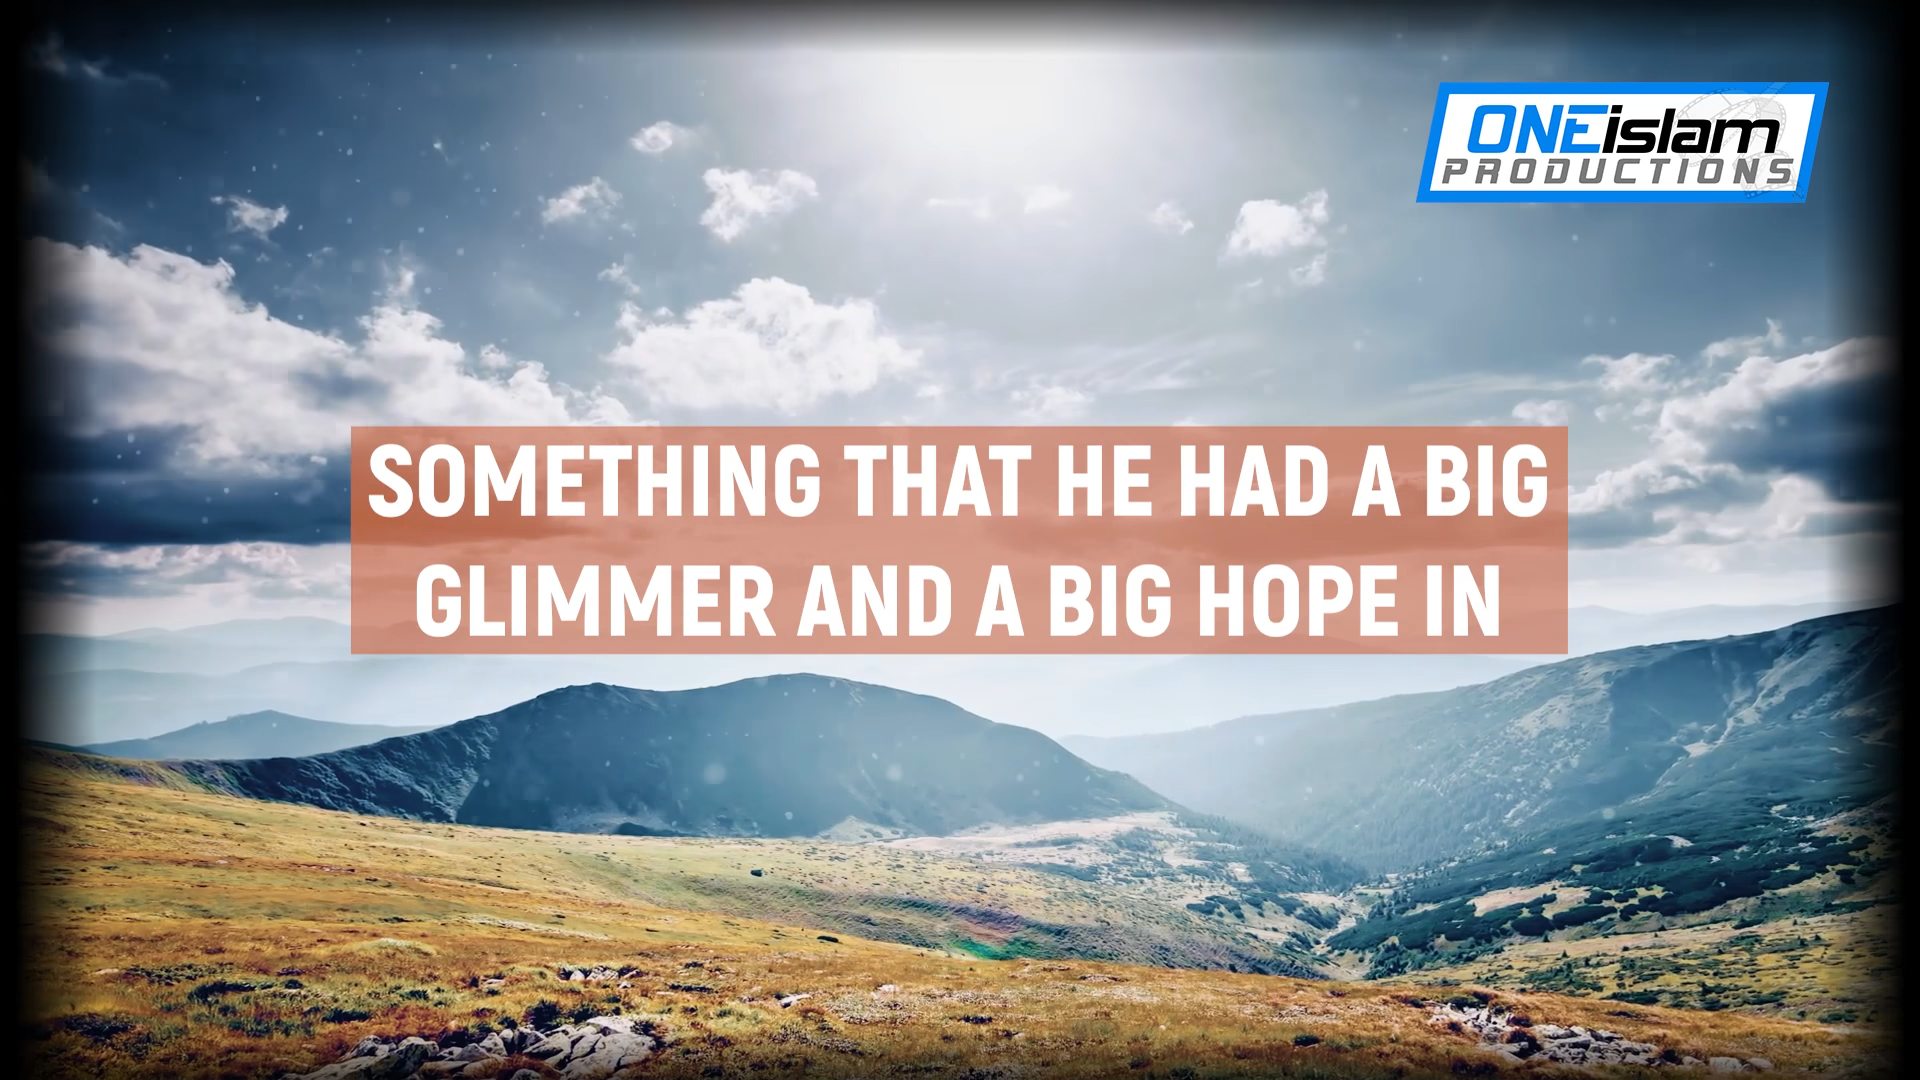 ONEislam
PRODUCTIONS
SOMETHING THAT HE HAD A BIG
GLIMMER AND A BIG HOPE IN